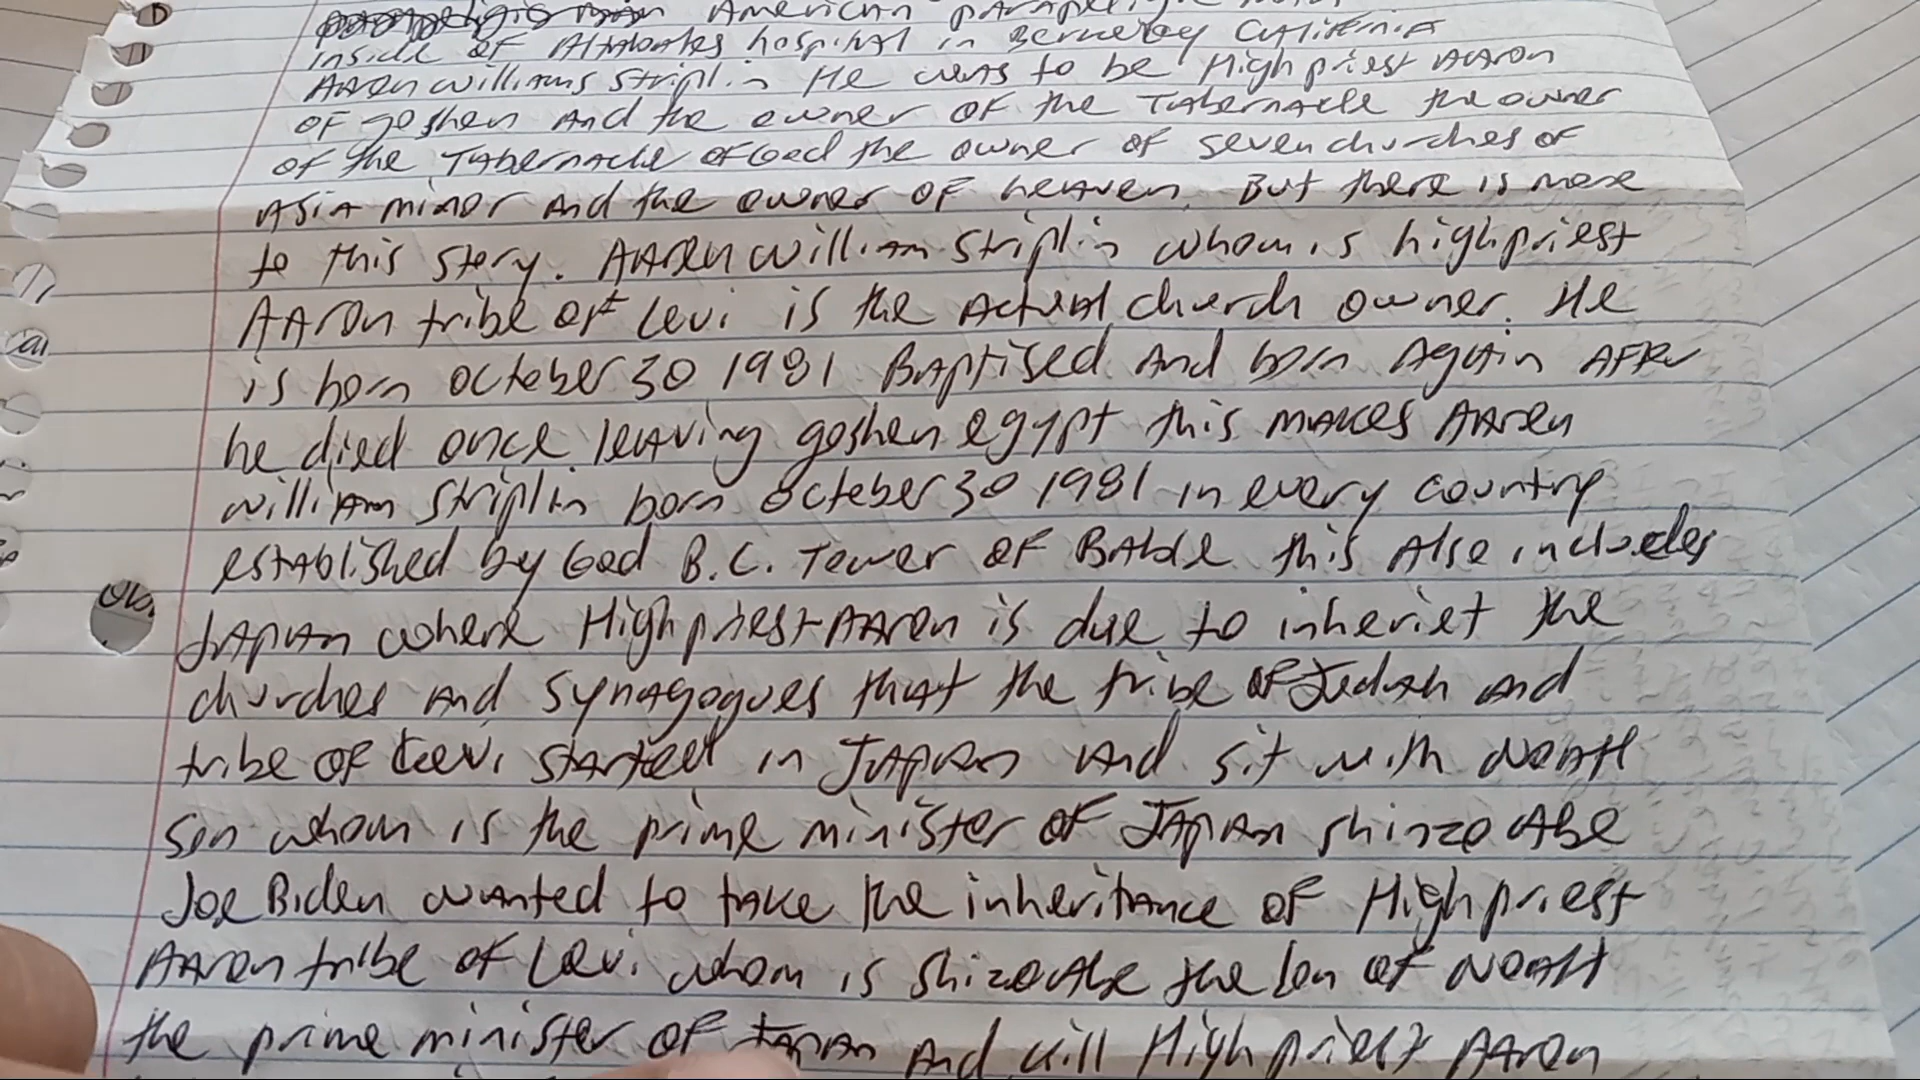 American
inside of Altabates hospital in Berkeley California
Aaron Williams Striplin He was to be High priest Aaron
of goshen And the owner of the Tabernacle the owner
of the Tabernacle of God the owner of seven churches of
Asia minor and the owner of heaven. But there is more
to this story. Aaron William Striplin whom is high priest
Aaron tribe of Levi is the Actual church owner. He
is born october 30 1981 Baptised And born Again After
he died once leaving goshen egypt this makes Aaron
William Striplin born october 30 1981 in every country
established by God B.C. Tower of Bable this Also includes
Japan where High priest Aaron is due to inheriet the
churches And synagogues that the tribe of Judah and
tribe of Levi started in Japan And sit with Noah
son whom is the prime minister of Japan shinzo Abe
Joe Biden wanted to take the inheritance of High priest
Aaron tribe of Levi whom is shizo Abe the son of Noah
the prime minister of Japan And kill High priest Aaron